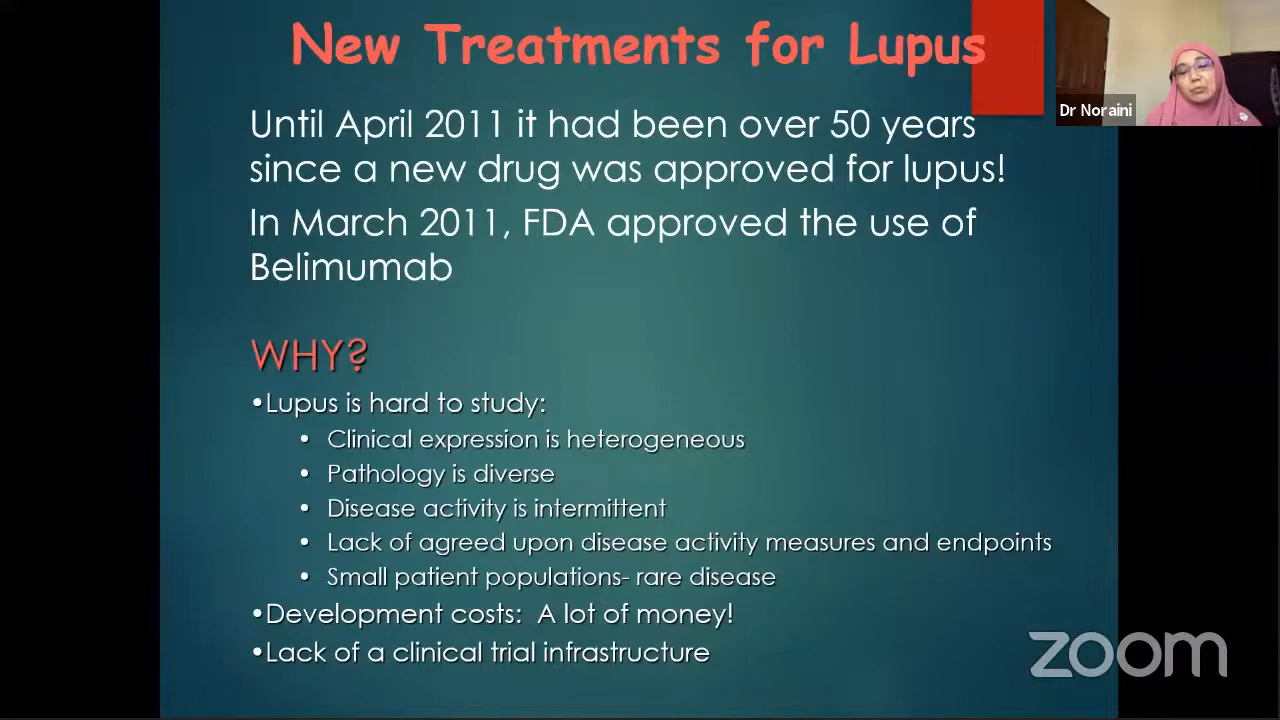 New Treatments for Lupus
Dr Noraini
Until April 2011 it had been over 50 years
since a new drug was approved for lupus!
In March 2011, FDA approved the use of
Belimumab
WHY?
•Lupus is hard to study:
• Clinical expression is heterogeneous
• Pathology is diverse
• Disease activity is intermittent
• Lack of agreed upon disease activity measures and endpoints
• Small patient populations- rare disease
•Development costs: A lot of money!
•Lack of a clinical trial infrastructure
zoom